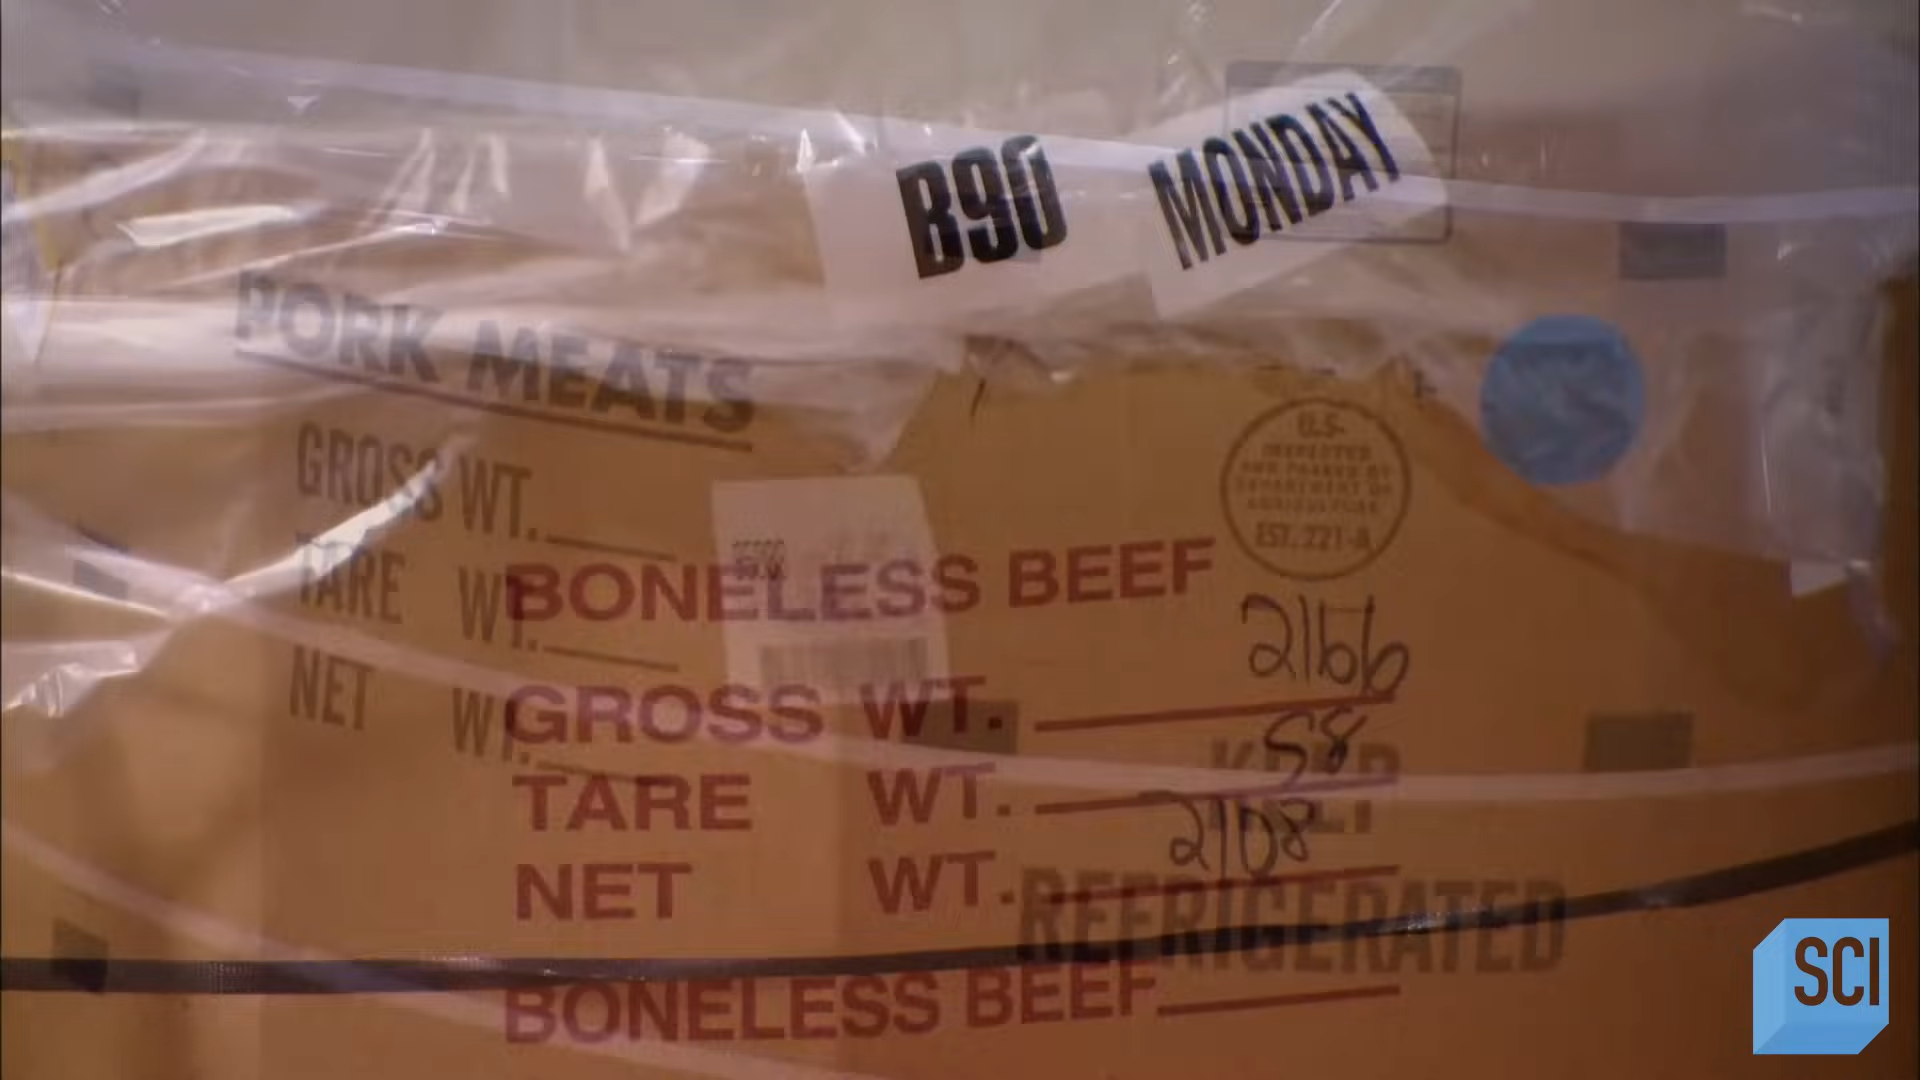 B90 MONDAY
PORK MEATS
GROSS WT.
TARE WT.
NET WT.
U.S.
INSPECTED
AND PASSED BY
DEPARTMENT OF
AGRICULTURE
EST. 221-A
BONELESS BEEF
GROSS WT. 2166
TARE WT. 58
NET WT. 2108
KEEP
REFRIGERATED
BONELESS BEEF
SCI